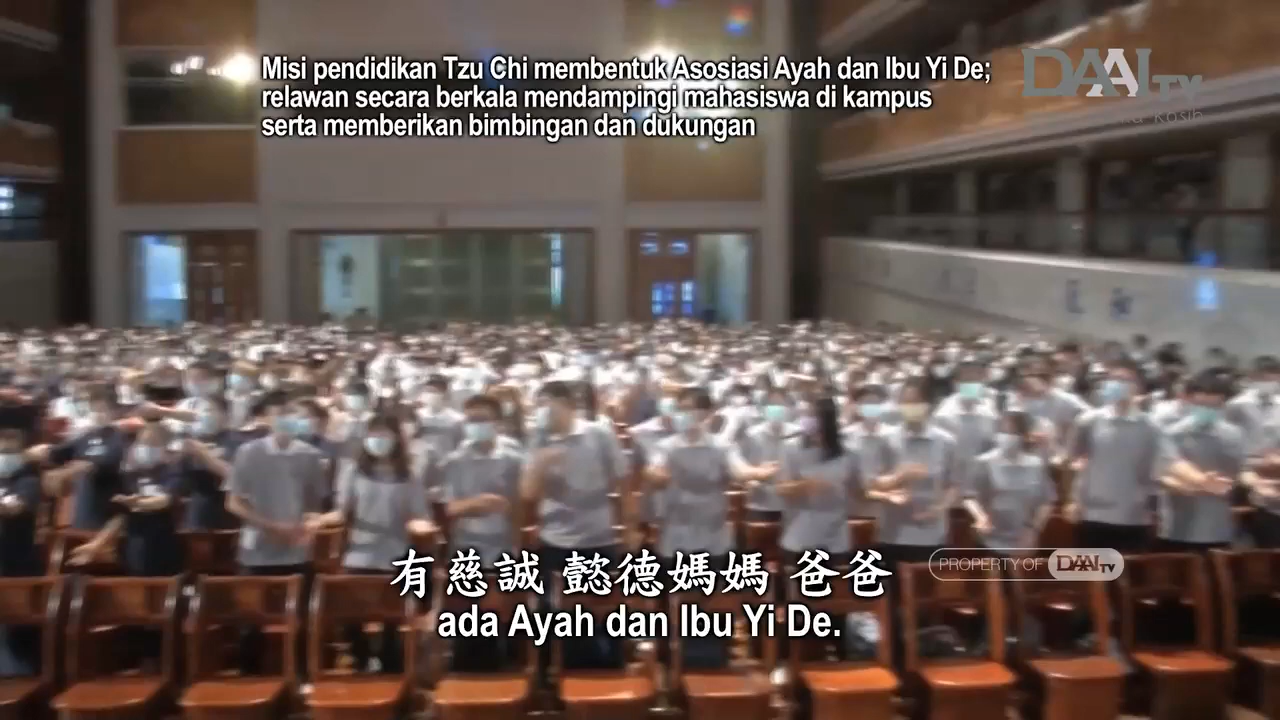 Misi pendidikan Tzu Chi membentuk Asosiasi Ayah dan Ibu Yi De;
relawan secara berkala mendampingi mahasiswa di kampus
serta memberikan bimbingan dan dukungan
DAAI TV
Kasih
有慈誠 懿德媽媽 爸爸
PROPERTY OF DAAI TV
ada Ayah dan Ibu Yi De.